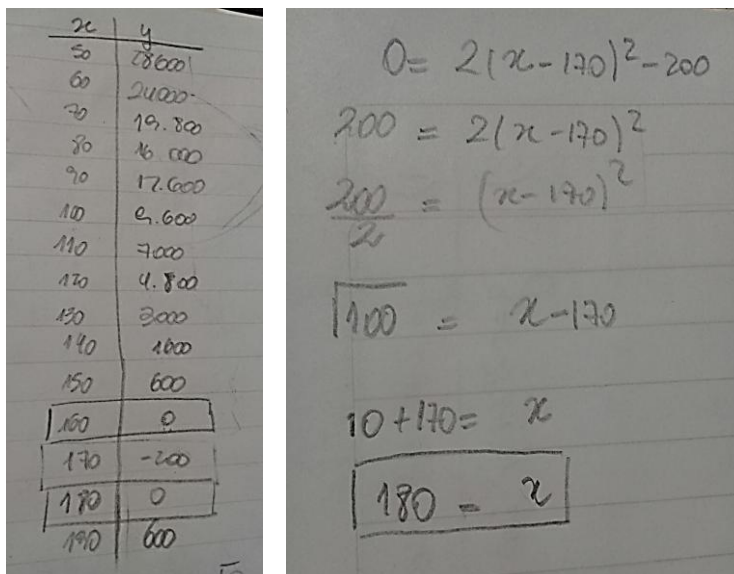 x y
50 28600
60 24000
70 19.800
80 16 000
90 12.600
100 9.600
110 7000
120 4.800
130 3000
140 1600
150 600
160 0
170 -200
180 0
190 600
0 = 2(x-170)²-200
200 = 2(x-170)²
200/2 = (x-170)²
√100 = x-170
10+170= x
180 = x